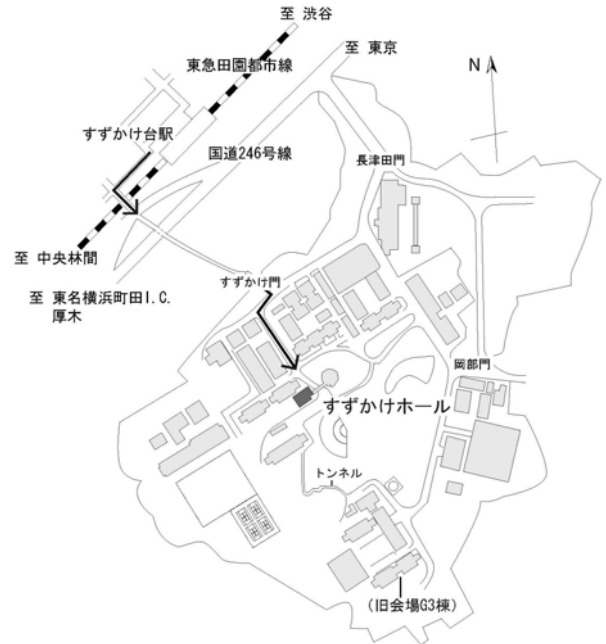 至 渋谷
東急田園都市線
至 東京
N
すずかけ台駅
国道246号線
長津田門
至 中央林間
すずかけ門
至 東名横浜町田I.C.
厚木
岡部門
すずかけホール
トンネル
(旧会場G3棟)